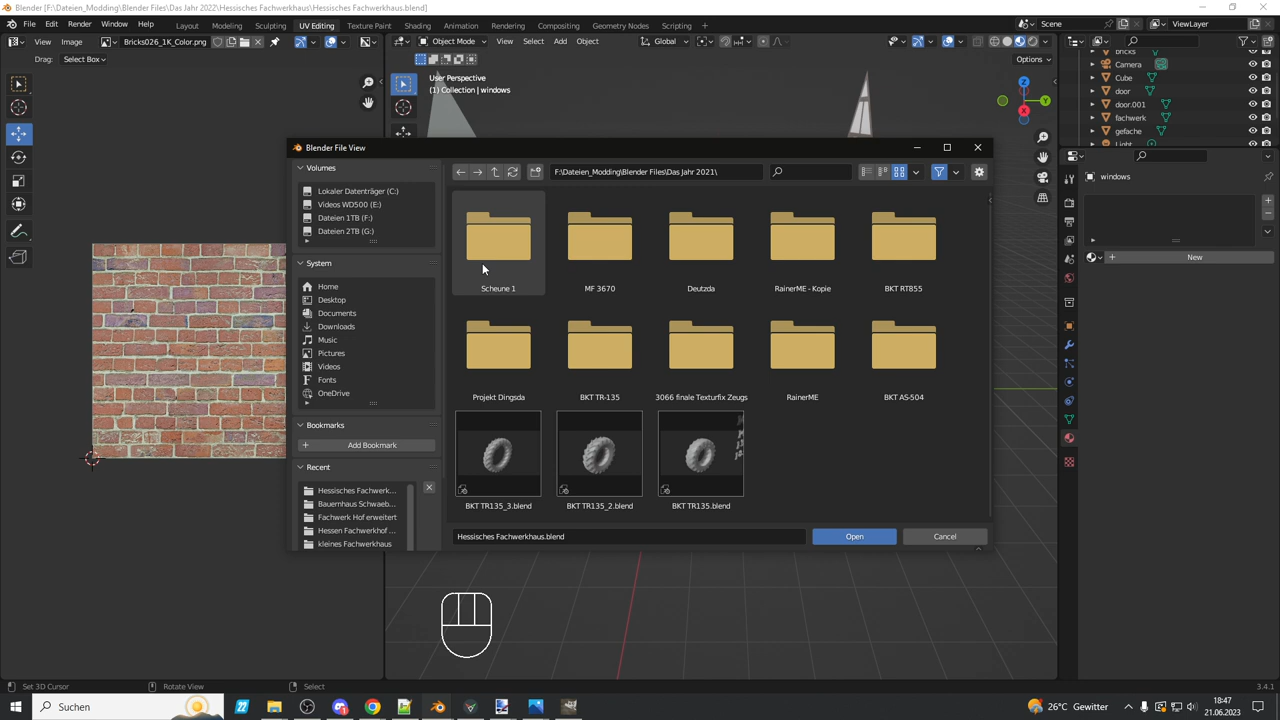 Blender [F:\Dateien_Modding\Blender Files\Das Jahr 2022\Hessisches Fachwerkhaus\Hessisches Fachwerkhaus.blend]
File Edit Render Window Help Layout Modeling Sculpting UV Editing Texture Paint Shading Animation Rendering Compositing Geometry Nodes Scripting + Scene ViewLayer
View Image Bricks026_1K_Color.png Object Mode View Select Add Object Global
Drag: Select Box Options
User Perspective
(1) Collection | windows
bricks
Camera
Cube
door
door.001
fachwerk
gefache
Light
windows
New
Blender File View
Volumes
Lokaler Datenträger (C:)
Videos WD500 (E:)
Dateien 1TB (F:)
Dateien 2TB (G:)
System
Home
Desktop
Documents
Downloads
Music
Pictures
Videos
Fonts
OneDrive
Bookmarks
+ Add Bookmark
Recent
Hessisches Fachwerk...
Bauernhaus Schwaeb...
Fachwerk Hof erweitert
Hessen Fachwerkhof ...
kleines Fachwerkhaus
F:\Dateien_Modding\Blender Files\Das Jahr 2021\
Scheune 1 MF 3670 Deutzda RainerME - Kopie BKT RT855
Projekt Dingsda BKT TR-135 3066 finale Texturfix Zeugs RainerME BKT AS-504
BKT TR135_3.blend BKT TR135_2.blend BKT TR135.blend
Hessisches Fachwerkhaus.blend Open Cancel
Set 3D Cursor Rotate View Select 3.4.1
Suchen 26°C Gewitter 18:47
21.06.2023